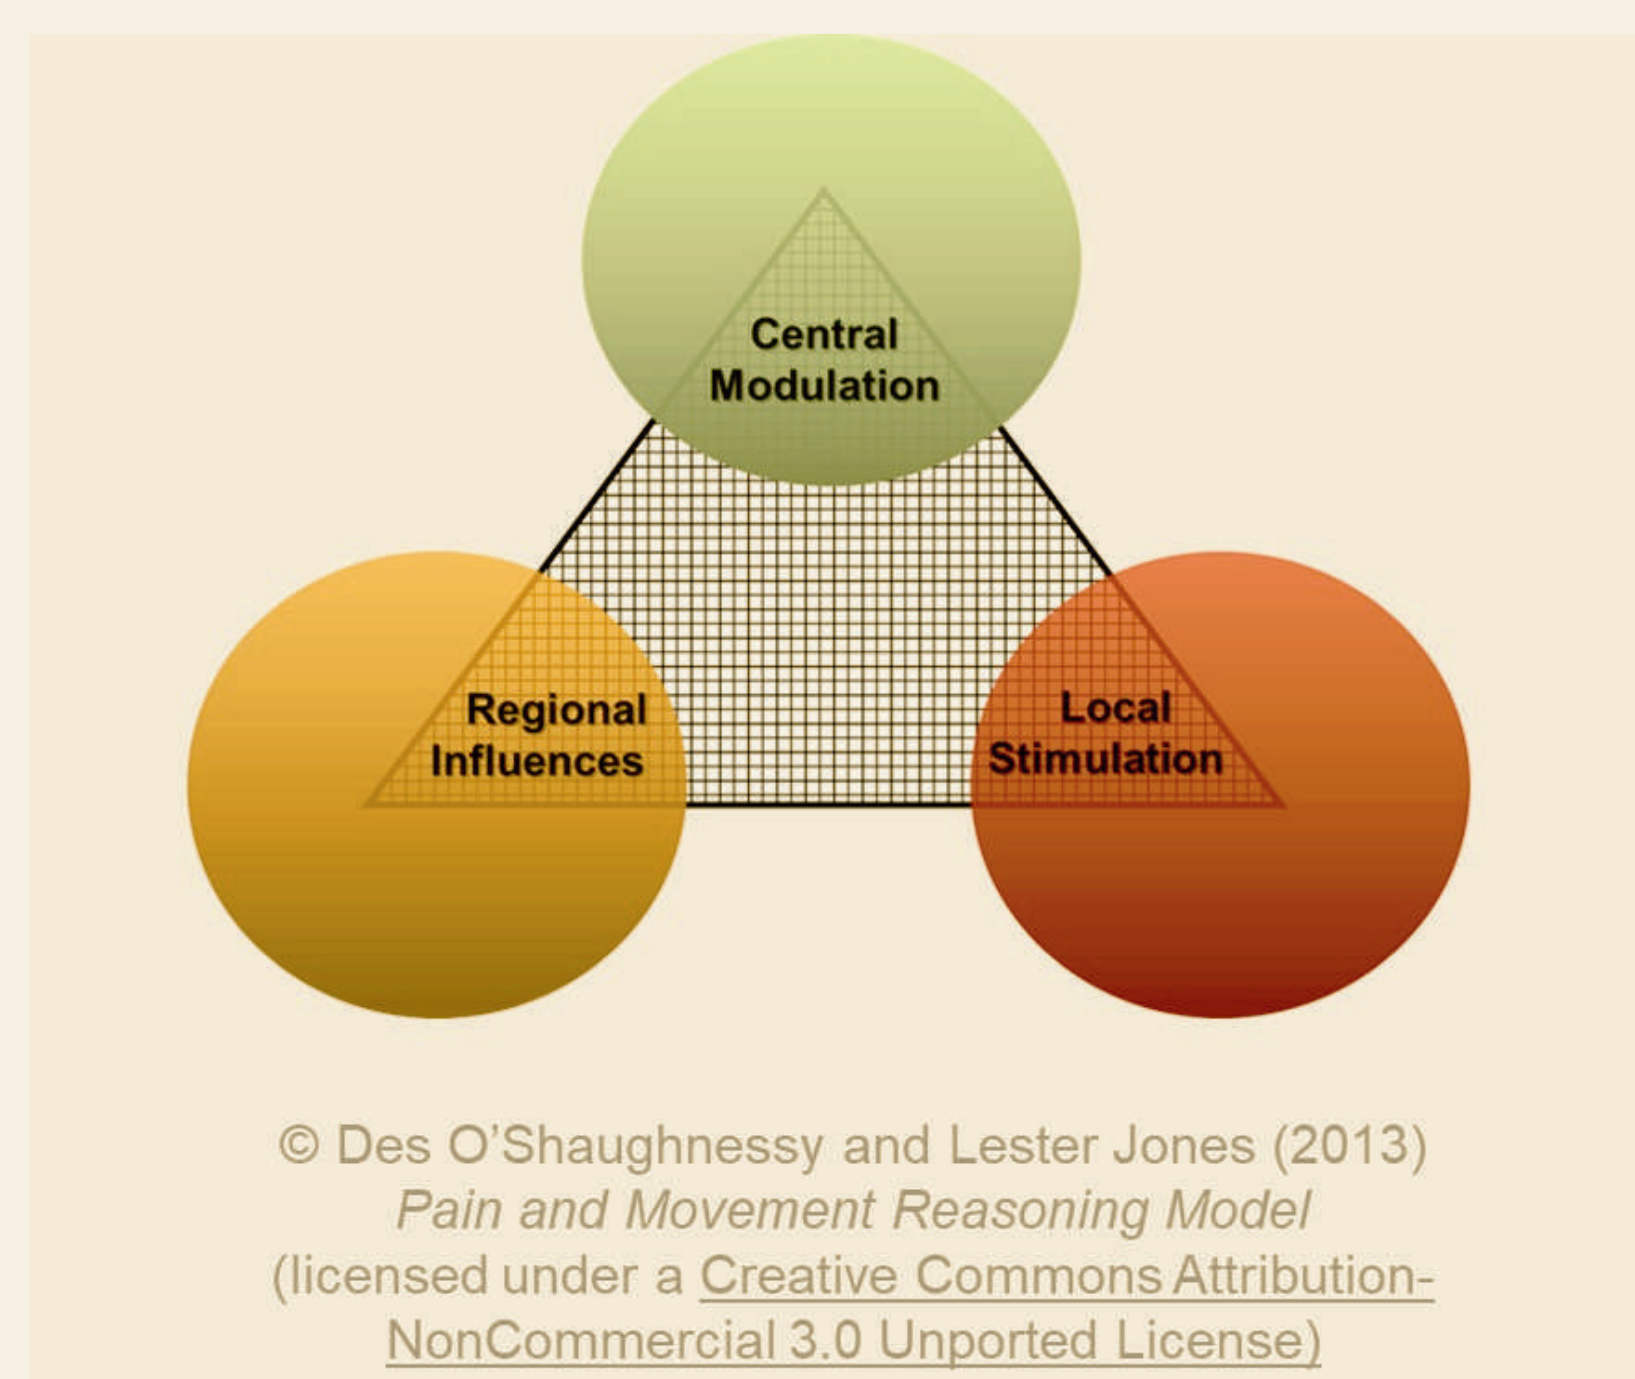 Central
Modulation
Regional
Influences
Local
Stimulation
© Des O’Shaughnessy and Lester Jones (2013)
Pain and Movement Reasoning Model
(licensed under a Creative Commons Attribution-
NonCommercial 3.0 Unported License)